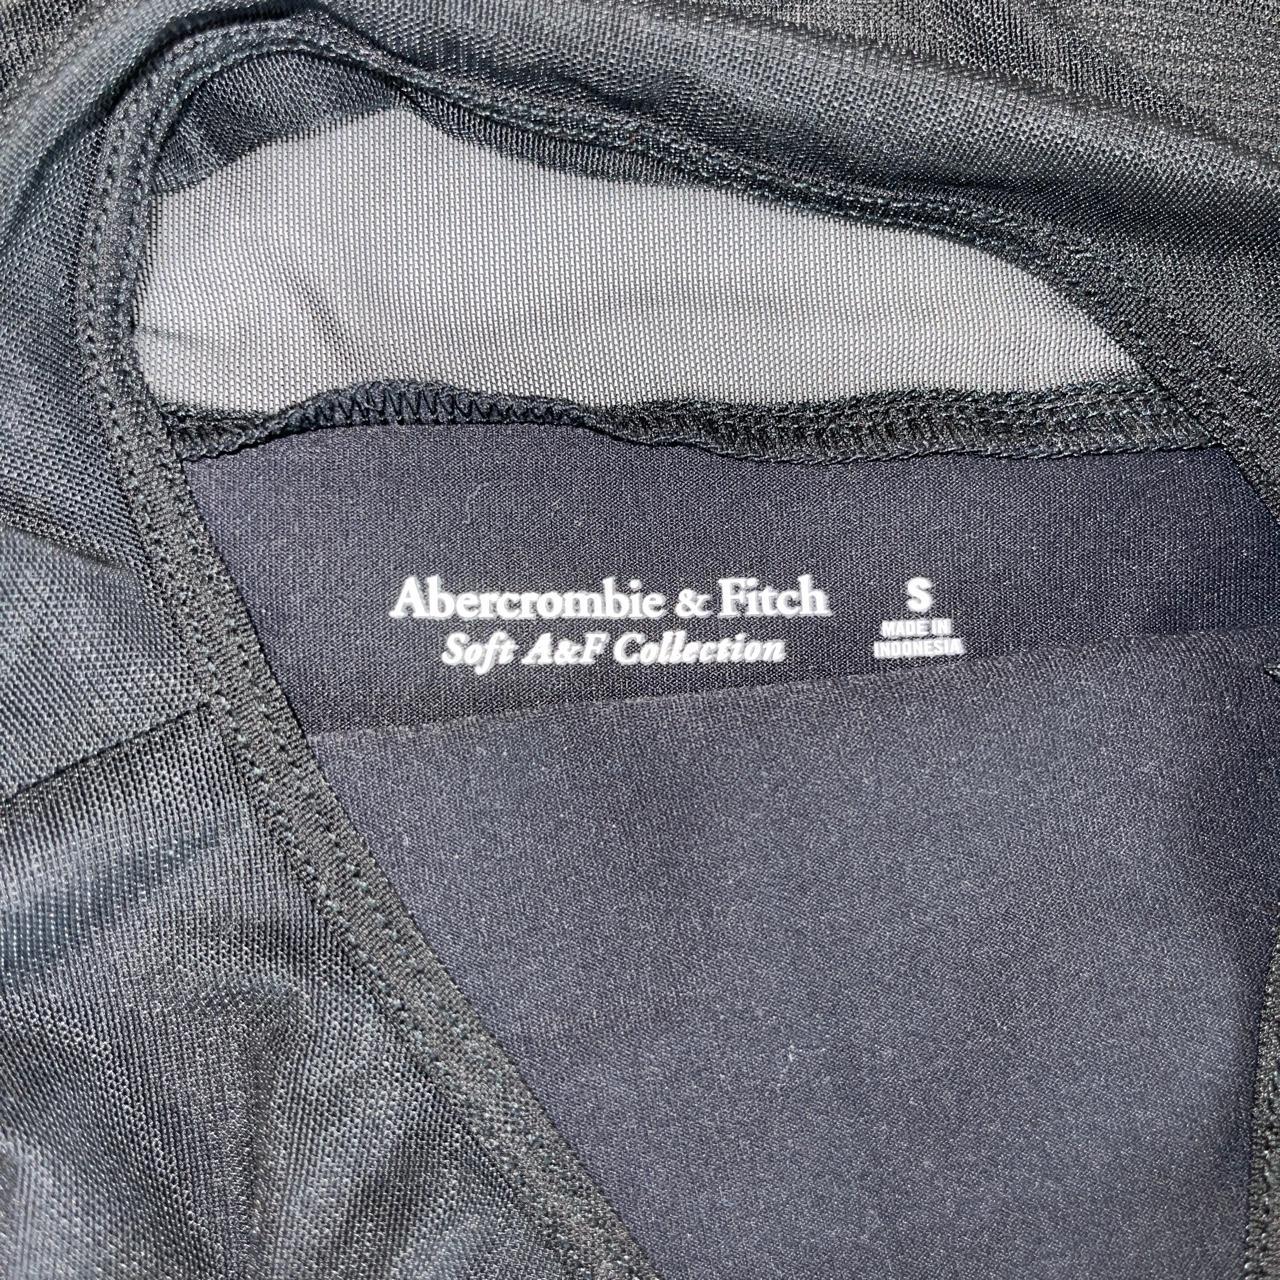 Abercrombie & Fitch
Soft A&F Collection
S
MADE IN
INDONESIA